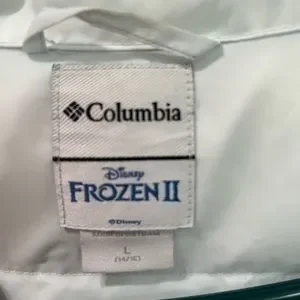 Columbia
Disney
FROZEN II
©Disney
L